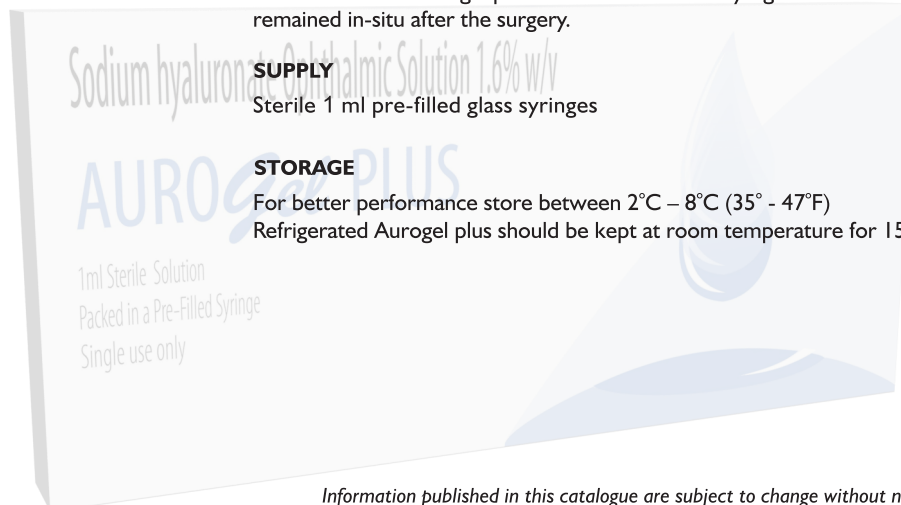 remained in-situ after the surgery.
Sodium hyaluronate Ophthalmic Solution 1.6% w/v
SUPPLY
Sterile 1 ml pre-filled glass syringes
AUROGel PLUS
STORAGE
For better performance store between 2°C – 8°C (35° - 47°F)
Refrigerated Aurogel plus should be kept at room temperature for 15
1ml Sterile Solution
Packed in a Pre-Filled Syringe
Single use only
Information published in this catalogue are subject to change without n